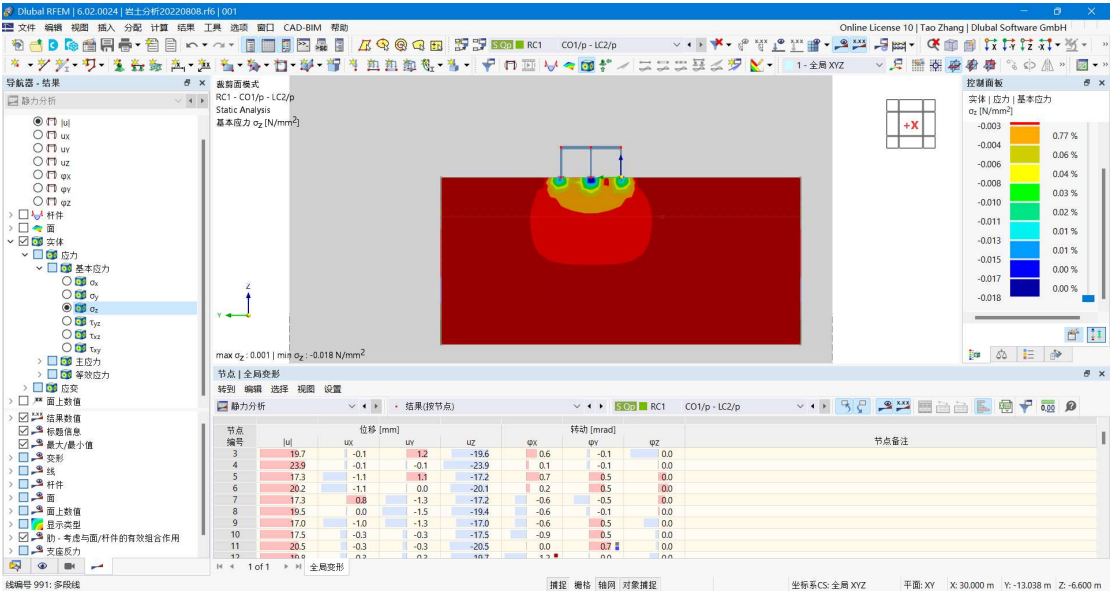 Dlubal RFEM | 6.02.0024 | 岩土分析20220808.rf6 | 001]
文件 编辑 视图 插入 分配 计算 结果 工具 选项 窗口 CAD-BIM 帮助
Online License 10 | Tao Zhang | Dlubal Software GmbH
S Op RC1 CO1/p - LC2/p
1 - 全局 XYZ
导航器 - 结果
静力分析
|u|
uX
uY
uZ
φX
φY
φZ
杆件
面
实体
应力
基本应力
σx
σy
σz
τyz
τxz
τxy
主应力
等效应力
应变
面上数值
结果数值
标题信息
最大/最小值
变形
线
杆件
面
面上数值
显示类型
肋 - 考虑与面/杆件的有效组合作用
支座反力
裁剪面模式
RC1 - CO1/p - LC2/p
Static Analysis
基本应力 σz [N/mm2]
+X
Z
Y
max σz : 0.001 | min σz : -0.018 N/mm2
控制面板
实体 | 应力 | 基本应力
σz [N/mm2]
-0.003
0.77 %
-0.004
0.06 %
-0.006
0.04 %
-0.008
0.03 %
-0.010
0.02 %
-0.011
0.01 %
-0.013
0.01 %
-0.015
0.00 %
-0.017
0.00 %
-0.018
节点 | 全局变形
转到 编辑 选择 视图 设置
静力分析 结果(按节点) S Op RC1 CO1/p - LC2/p
节点 位移 [mm] 转动 [mrad]
编号 |u| uX uY uZ φX φY φZ 节点备注
3 19.7 -0.1 1.2 -19.6 0.6 -0.1 0.0
4 23.9 -0.1 -0.1 -23.9 0.1 -0.1 0.0
5 17.3 -1.1 1.1 -17.2 0.7 0.5 0.0
6 20.2 -1.1 0.0 -20.1 0.2 0.5 0.0
7 17.3 0.8 -1.3 -17.2 -0.6 -0.5 0.0
8 19.5 0.0 -1.5 -19.4 -0.6 -0.1 0.0
9 17.0 -1.0 -1.3 -17.0 -0.6 0.5 0.0
10 17.5 -0.3 -0.3 -17.5 -0.9 0.5 0.0
11 20.5 -0.3 -0.3 -20.5 0.0 0.7 0.0
1 of 1 全局变形
线编号 991: 多段线
捕捉 栅格 轴网 对象捕捉
坐标系CS: 全局 XYZ 平面: XY X: 30.000 m Y: -13.038 m Z: -6.600 m